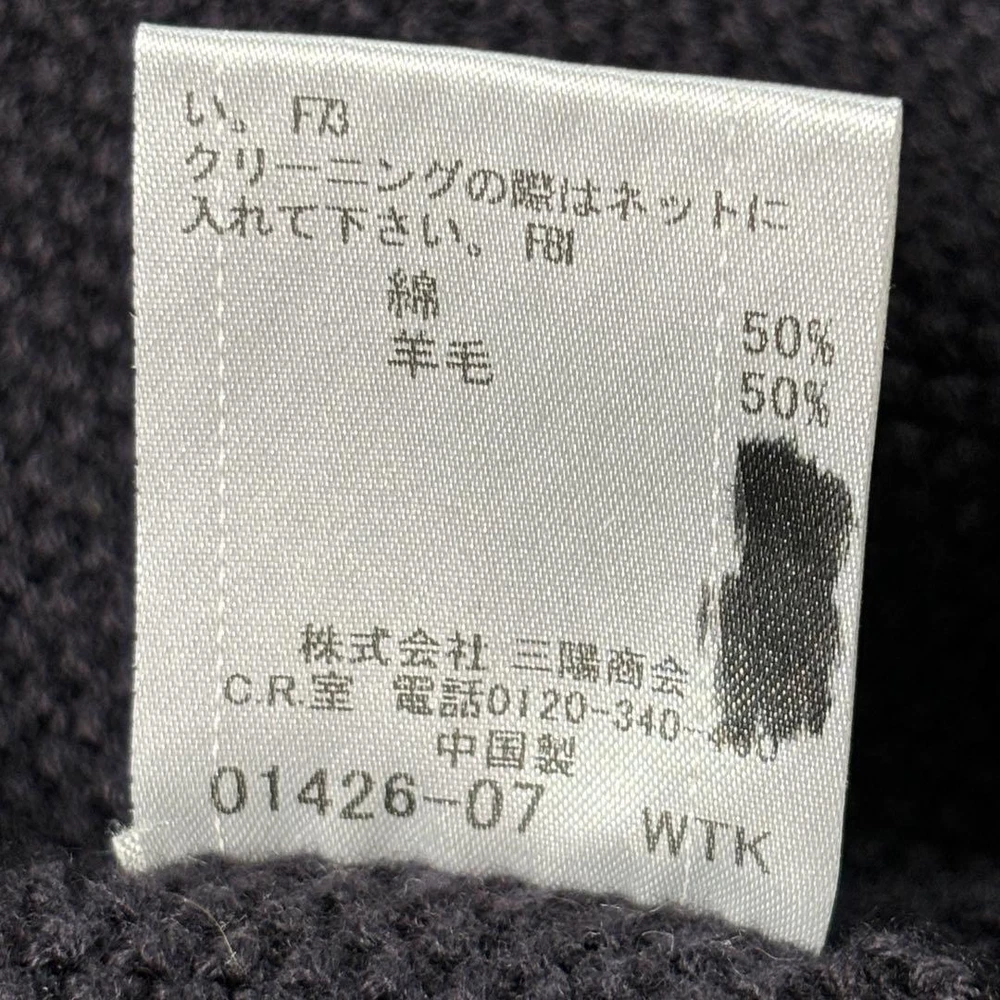 い。 F73
クリーニングの際はネットに
入れて下さい。 F81
綿 50%
羊毛 50%
株式会社 三陽商会
C.R.室 電話0120-340-
中国製
01426-07 WTK